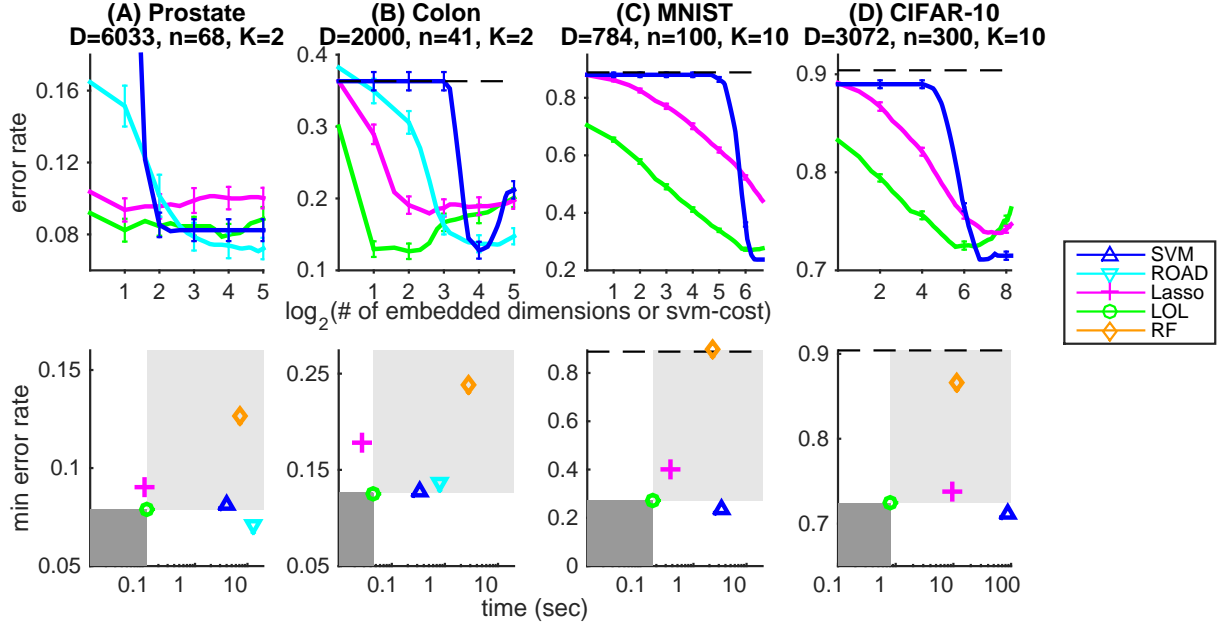 (A) Prostate
D=6033, n=68, K=2
(B) Colon
D=2000, n=41, K=2
(C) MNIST
D=784, n=100, K=10
(D) CIFAR-10
D=3072, n=300, K=10
error rate
0.16
0.12
0.08
1 2 3 4 5
0.4
0.3
0.2
0.1
1 2 3 4 5
0.8
0.6
0.4
0.2
1 2 3 4 5 6
0.9
0.8
0.7
2 4 6 8
log2(# of embedded dimensions or svm-cost)
SVM
ROAD
Lasso
LOL
RF
min error rate
0.15
0.1
0.05
0.1 1 10
0.25
0.15
0.05
0.1 1 10
0.8
0.6
0.4
0.2
0
0.1 1 10
0.9
0.8
0.7
0.1 1 10 100
time (sec)